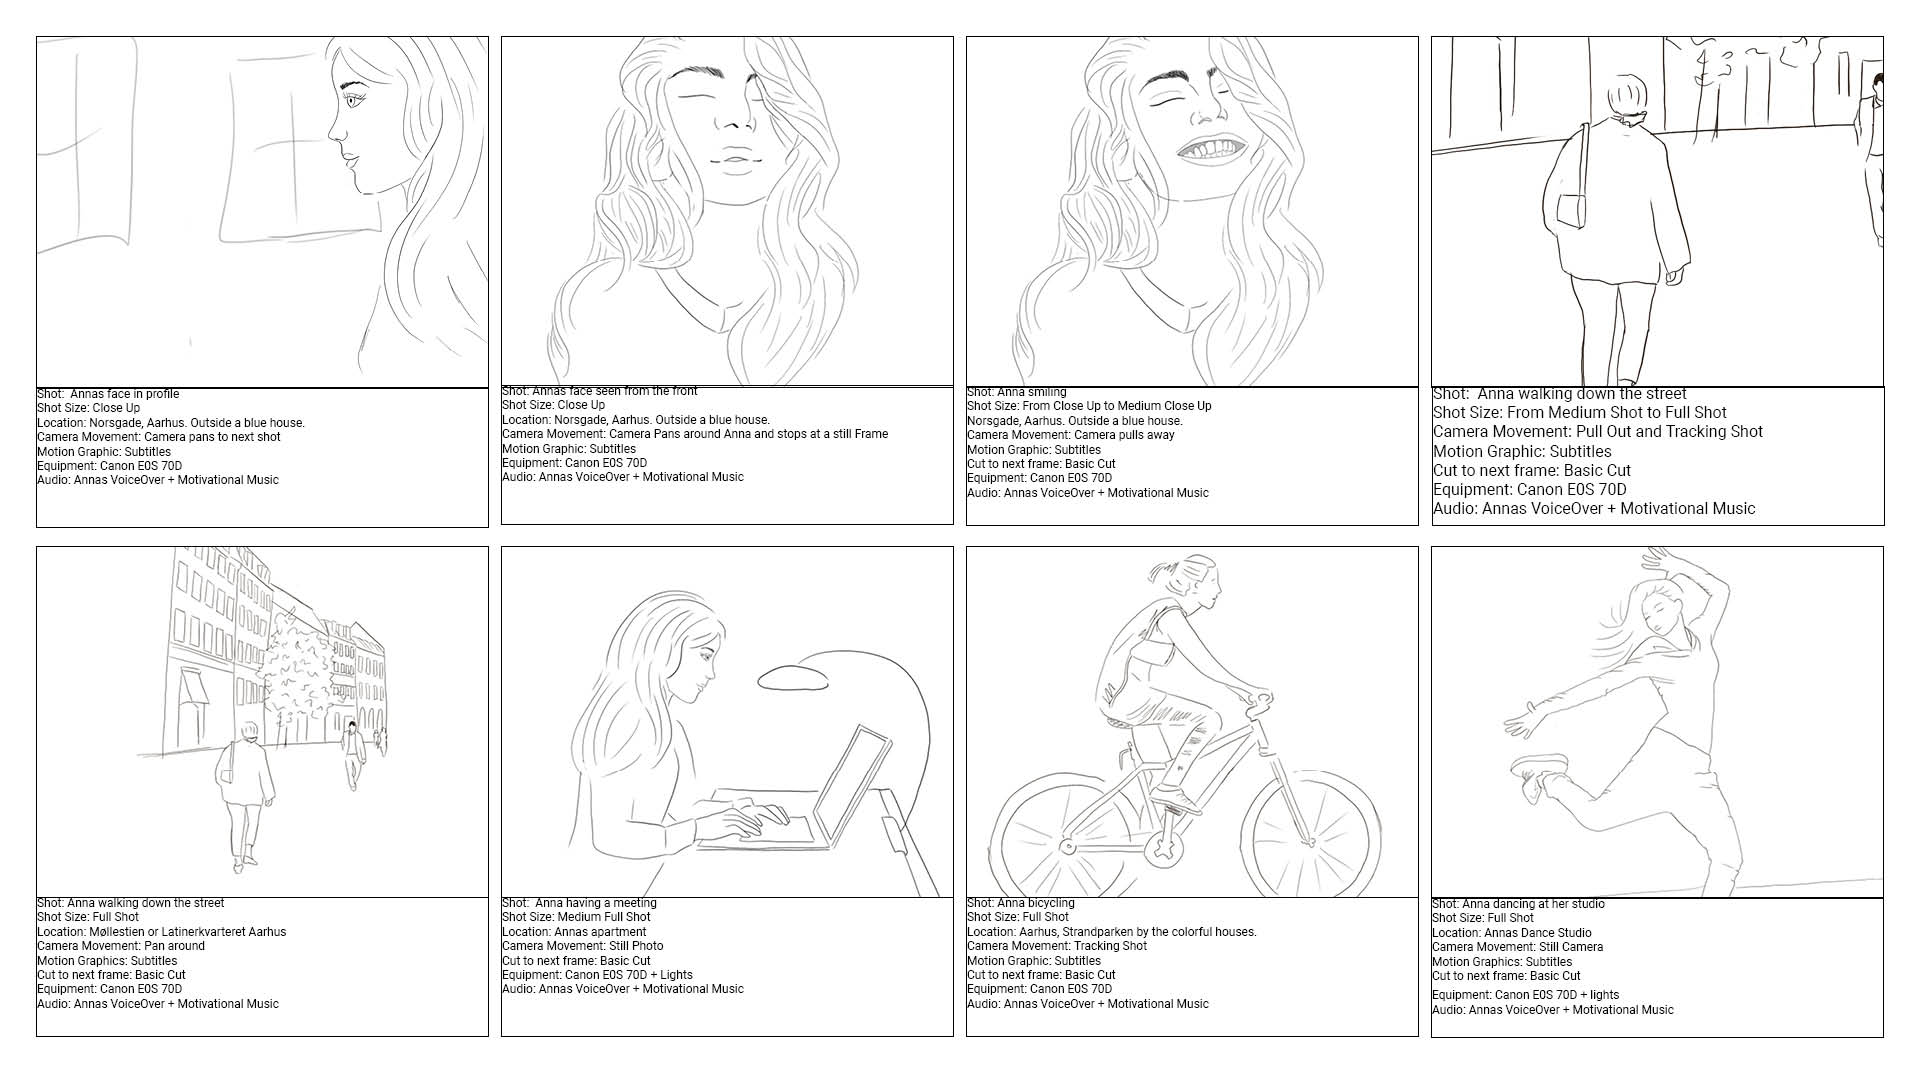 Shot:  Annas face in profile
Shot Size: Close Up
Location: Norsgade, Aarhus. Outside a blue house.
Camera Movement: Camera pans to next shot
Motion Graphic: Subtitles
Equipment: Canon E0S 70D
Audio: Annas VoiceOver + Motivational Music
Shot: Annas face seen from the front
Shot Size: Close Up
Location: Norsgade, Aarhus. Outside a blue house.
Camera Movement: Camera Pans around Anna and stops at a still Frame
Motion Graphic: Subtitles
Equipment: Canon E0S 70D
Audio: Annas VoiceOver + Motivational Music
Shot: Anna smiling
Shot Size: From Close Up to Medium Close Up
Norsgade, Aarhus. Outside a blue house.
Camera Movement: Camera pulls away
Motion Graphic: Subtitles
Cut to next frame: Basic Cut
Equipment: Canon E0S 70D
Audio: Annas VoiceOver + Motivational Music
Shot:  Anna walking down the street
Shot Size: From Medium Shot to Full Shot
Camera Movement: Pull Out and Tracking Shot
Motion Graphic: Subtitles
Cut to next frame: Basic Cut
Equipment: Canon E0S 70D
Audio: Annas VoiceOver + Motivational Music
Shot: Anna walking down the street
Shot Size: Full Shot
Location: Møllestien or Latinerkvarteret Aarhus
Camera Movement: Pan around
Motion Graphics: Subtitles
Cut to next frame: Basic Cut
Equipment: Canon E0S 70D
Audio: Annas VoiceOver + Motivational Music
Shot:  Anna having a meeting
Shot Size: Medium Full Shot
Location: Annas apartment
Camera Movement: Still Photo
Cut to next frame: Basic Cut
Equipment: Canon E0S 70D + Lights
Audio: Annas VoiceOver + Motivational Music
Shot: Anna bicycling
Shot Size: Full Shot
Location: Aarhus, Strandparken by the colorful houses.
Camera Movement: Tracking Shot
Motion Graphic: Subtitles
Cut to next frame: Basic Cut
Equipment: Canon E0S 70D
Audio: Annas VoiceOver + Motivational Music
Shot: Anna dancing at her studio
Shot Size: Full Shot
Location: Annas Dance Studio
Camera Movement: Still Camera
Motion Graphics: Subtitles
Cut to next frame: Basic Cut
Equipment: Canon E0S 70D + lights
Audio: Annas VoiceOver + Motivational Music